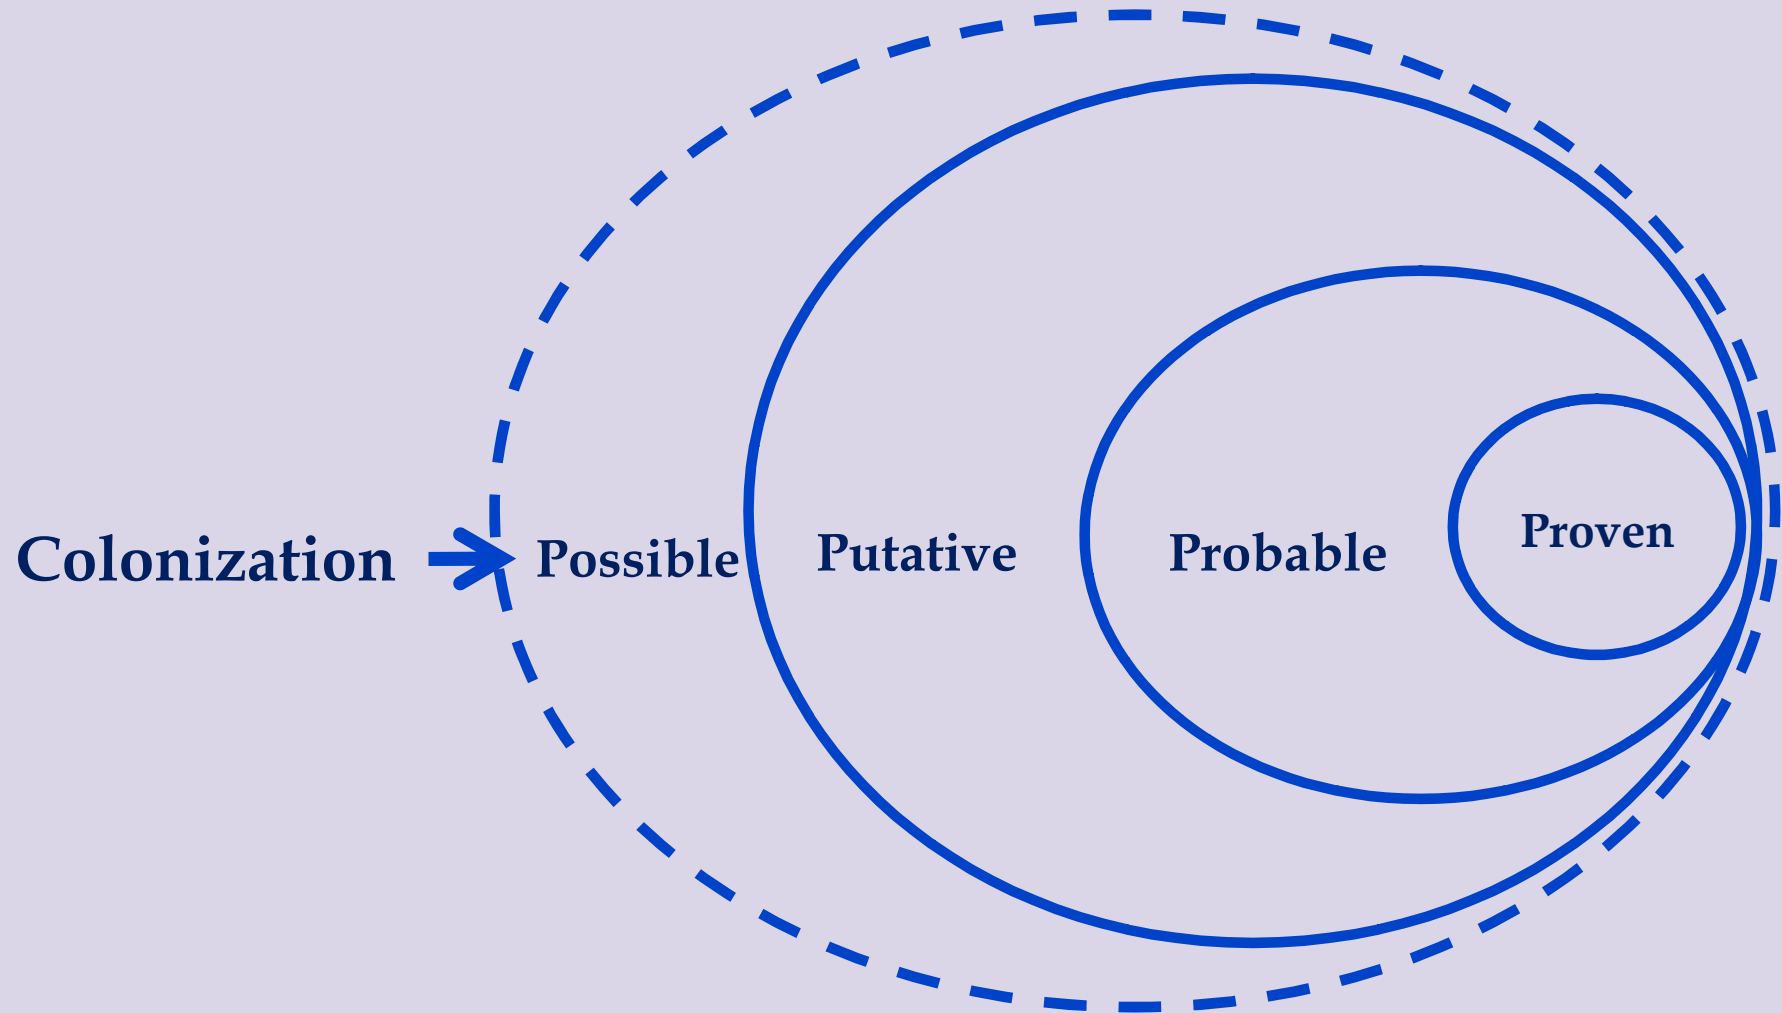 Colonization
Possible
Putative
Probable
Proven